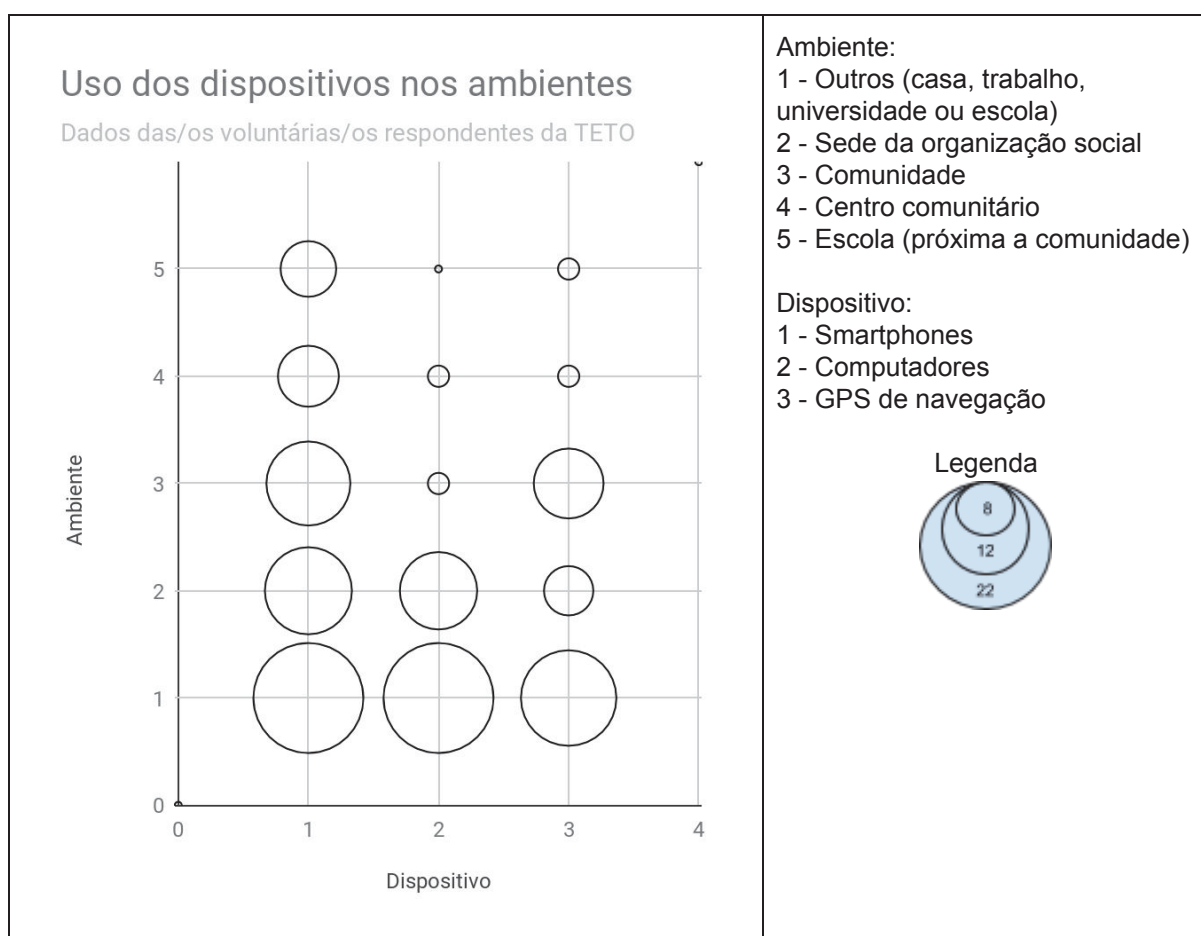 Uso dos dispositivos nos ambientes
Dados das/os voluntárias/os respondentes da TETO
5
4
3
2
1
0
Ambiente
0 1 2 3 4
Dispositivo
Ambiente:
1 - Outros (casa, trabalho,
universidade ou escola)
2 - Sede da organização social
3 - Comunidade
4 - Centro comunitário
5 - Escola (próxima a comunidade)
Dispositivo:
1 - Smartphones
2 - Computadores
3 - GPS de navegação
Legenda
8
12
22